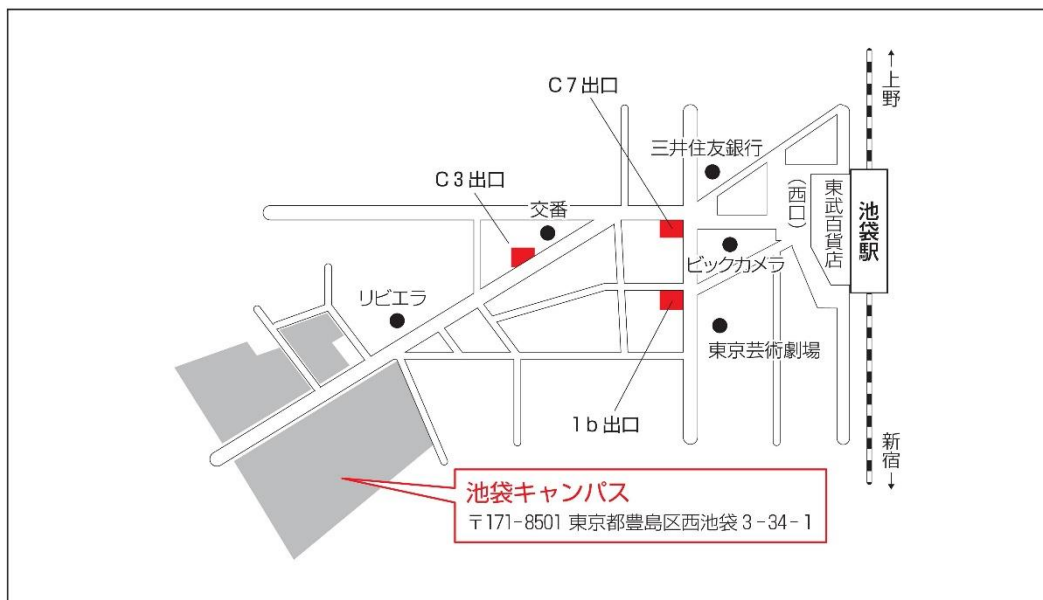 ↑上野
C7出口
三井住友銀行
C3出口
(西口)
東武百貨店
池袋駅
交番
ビックカメラ
リビエラ
東京芸術劇場
1b出口
新宿↓
池袋キャンパス
〒171-8501 東京都豊島区西池袋3-34-1